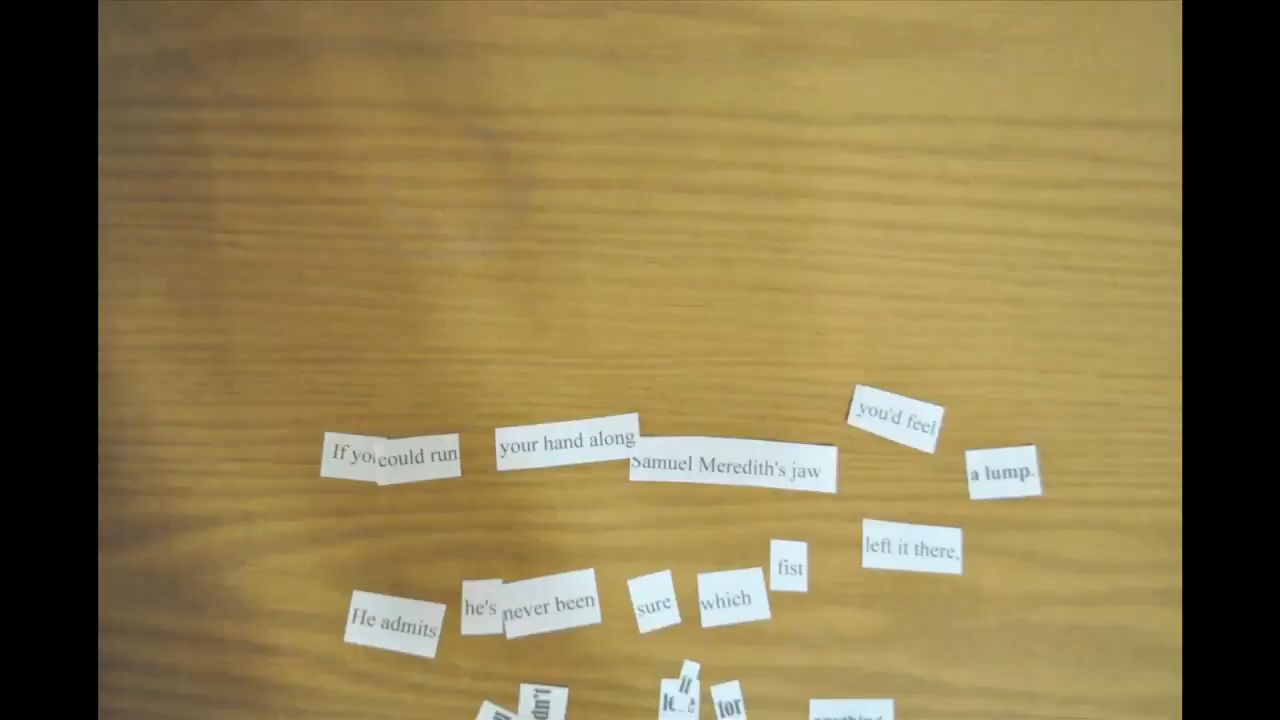 If you could run your hand along Samuel Meredith's jaw you'd feel a lump.
He admits he's never been sure which fist left it there,
for